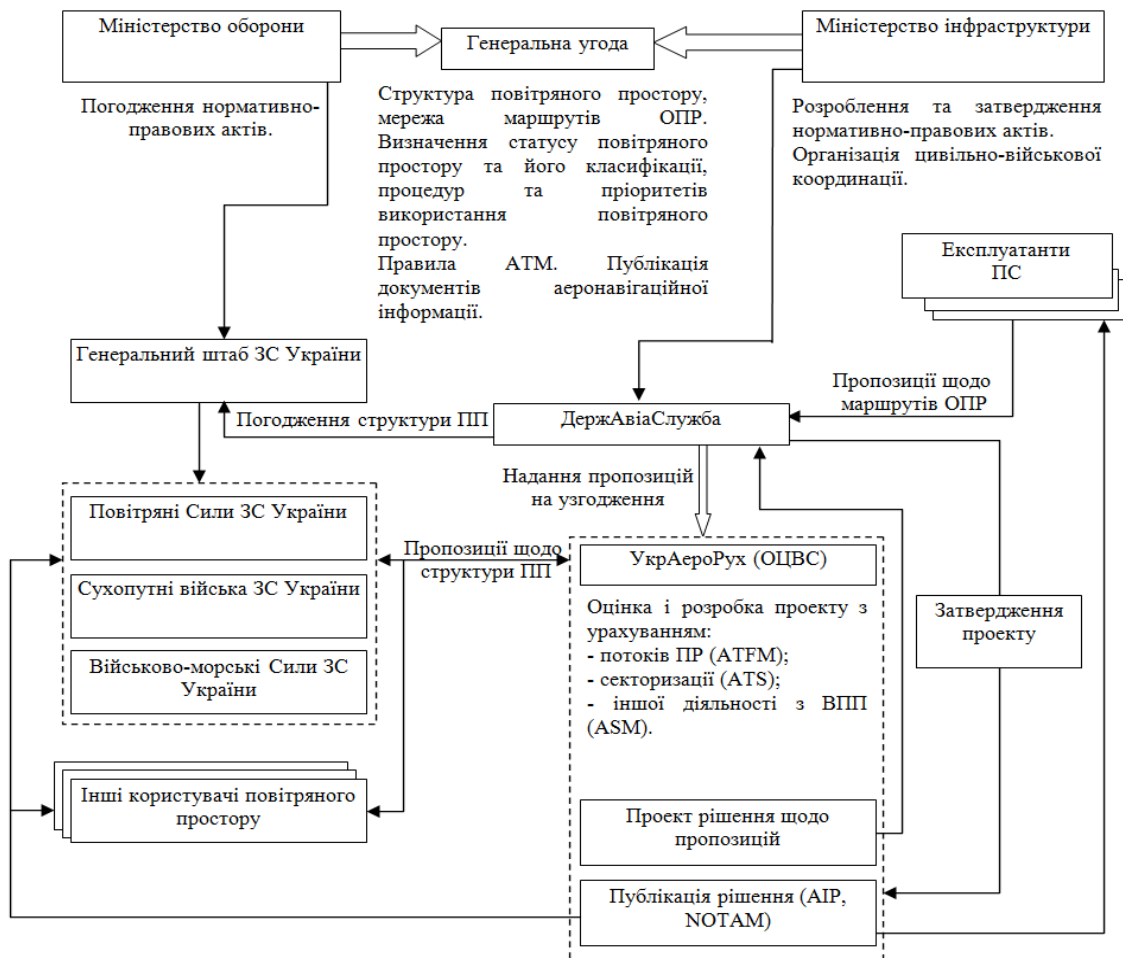 Міністерство оборони
Генеральна угода
Міністерство інфраструктури
Погодження нормативно-
правових актів.
Структура повітряного простору,
мережа маршрутів ОПР.
Визначення статусу повітряного
простору та його класифікації,
процедур та пріоритетів
використання повітряного
простору.
Правила АТМ. Публікація
документів аеронавігаційної
інформації.
Розроблення та затвердження
нормативно-правових актів.
Організація цивільно-військової
координації.
Експлуатанти
ПС
Генеральний штаб ЗС України
Пропозиції щодо
маршрутів ОПР
Погодження структури ПП
ДержАвіаСлужба
Надання пропозицій
на узгодження
Повітряні Сили ЗС України
Сухопутні війська ЗС України
Військово-морські Сили ЗС
України
Пропозиції щодо
структури ПП
УкрАероРух (ОЦВС)
Оцінка і розробка проекту з
урахуванням:
- потоків ПР (ATFM);
- секторизації (ATS);
- іншої діяльності з ВПП
(ASM).
Затвердження
проекту
Інші користувачі повітряного
простору
Проект рішення щодо
пропозицій
Публікація рішення (AIP,
NOTAM)